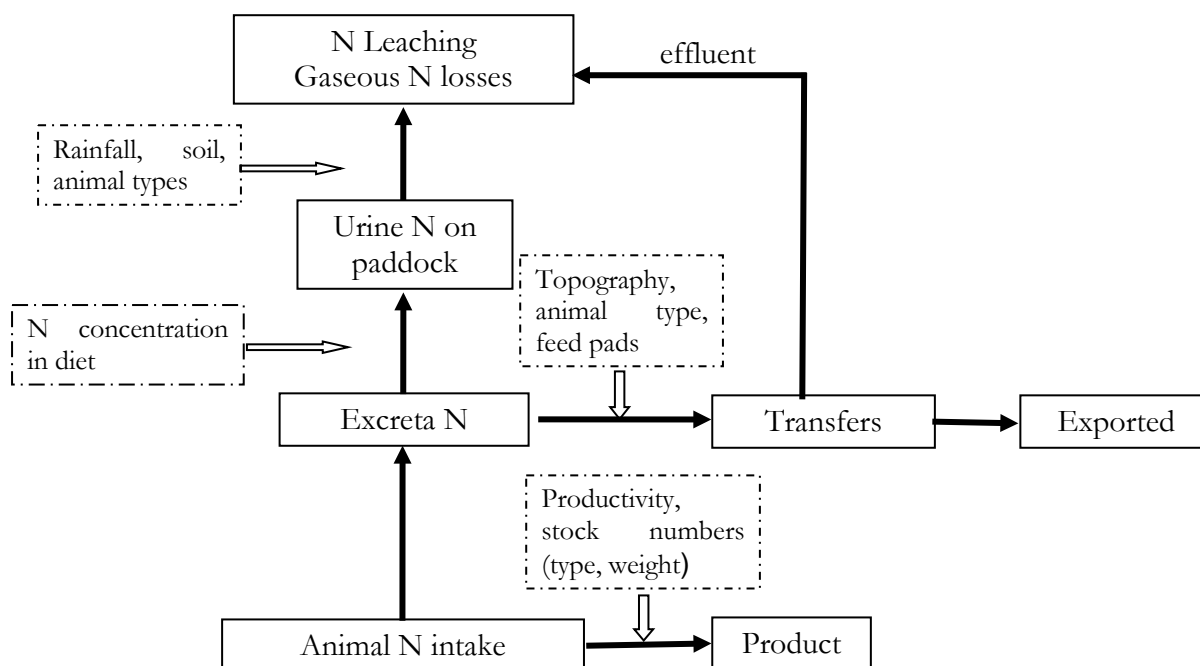 N Leaching
Gaseous N losses
effluent
Rainfall, soil,
animal types
Urine N on
paddock
Topography,
animal type,
feed pads
N concentration
in diet
Excreta N
Transfers
Exported
Productivity,
stock numbers
(type, weight)
Animal N intake
Product